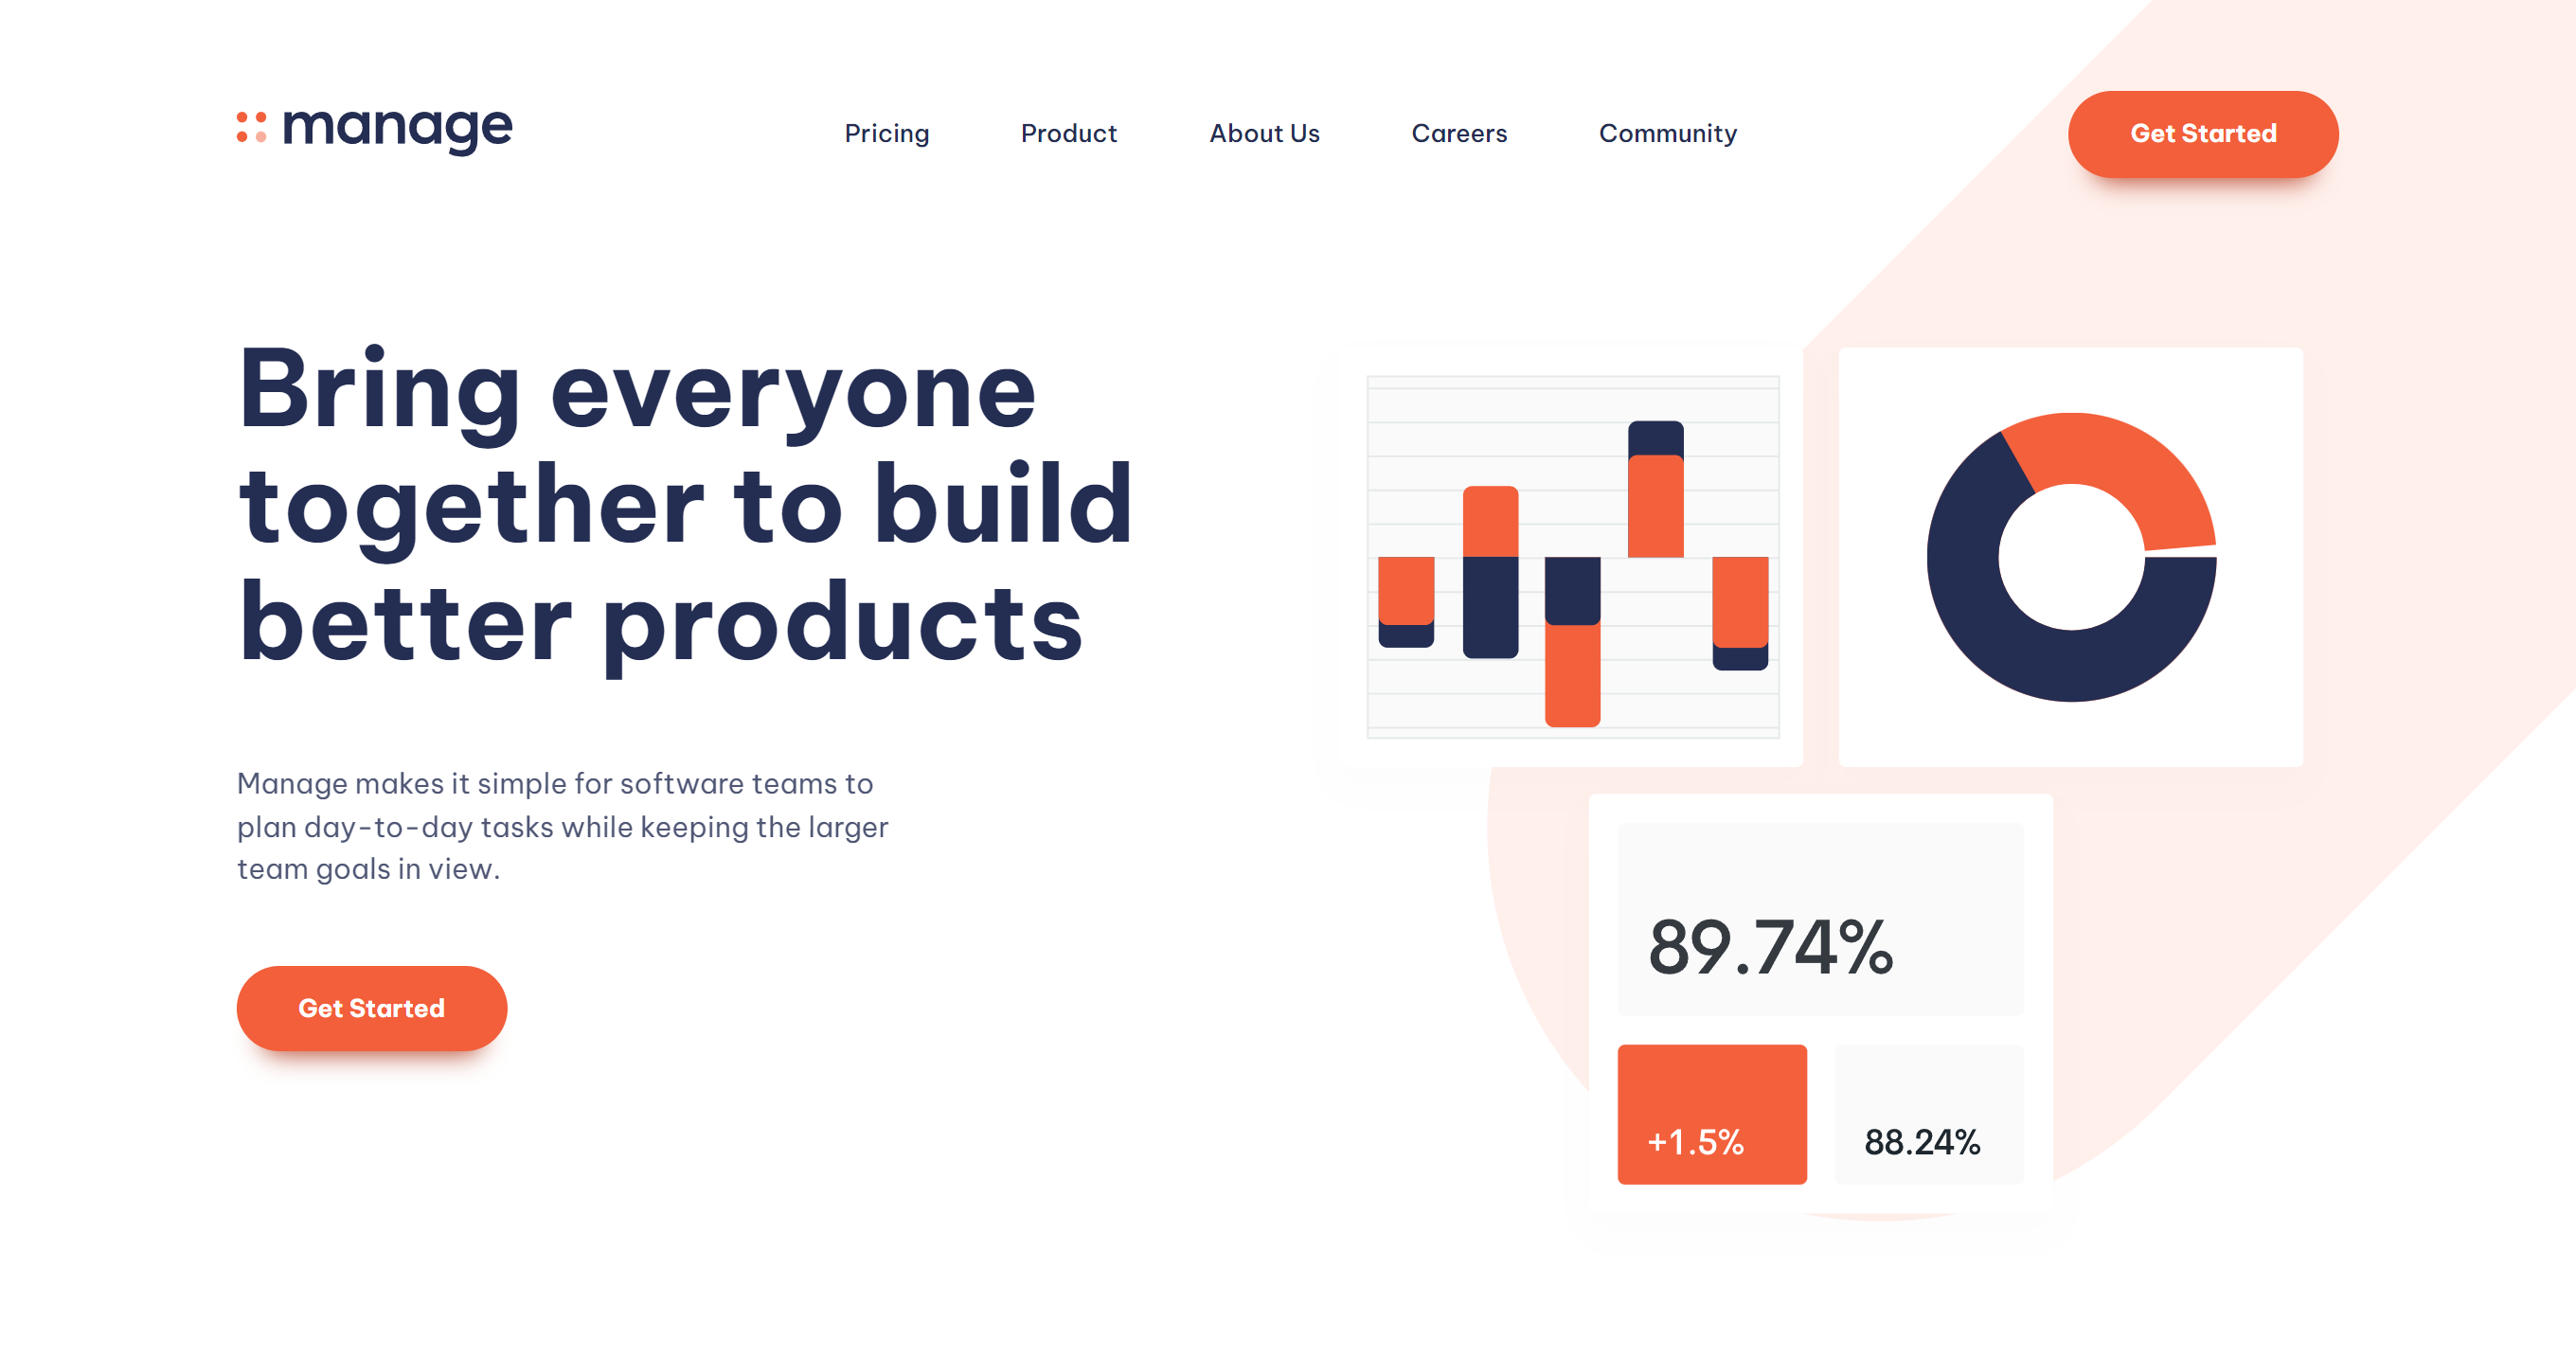 manage
Pricing Product About Us Careers Community Get Started
Bring everyone
together to build
better products
Manage makes it simple for software teams to
plan day-to-day tasks while keeping the larger
team goals in view.
Get Started
89.74%
+1.5% 88.24%